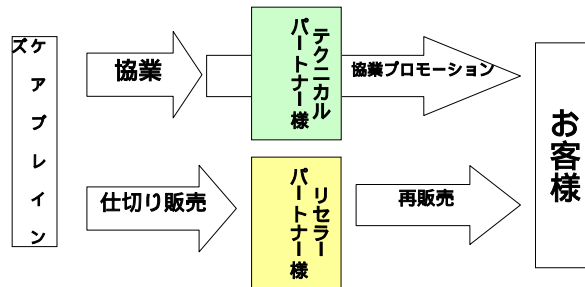 ケアブレインズ
協業
テクニカル
パートナー様
協業プロモーション
お客様
仕切り販売
リセラー
パートナー様
再販売